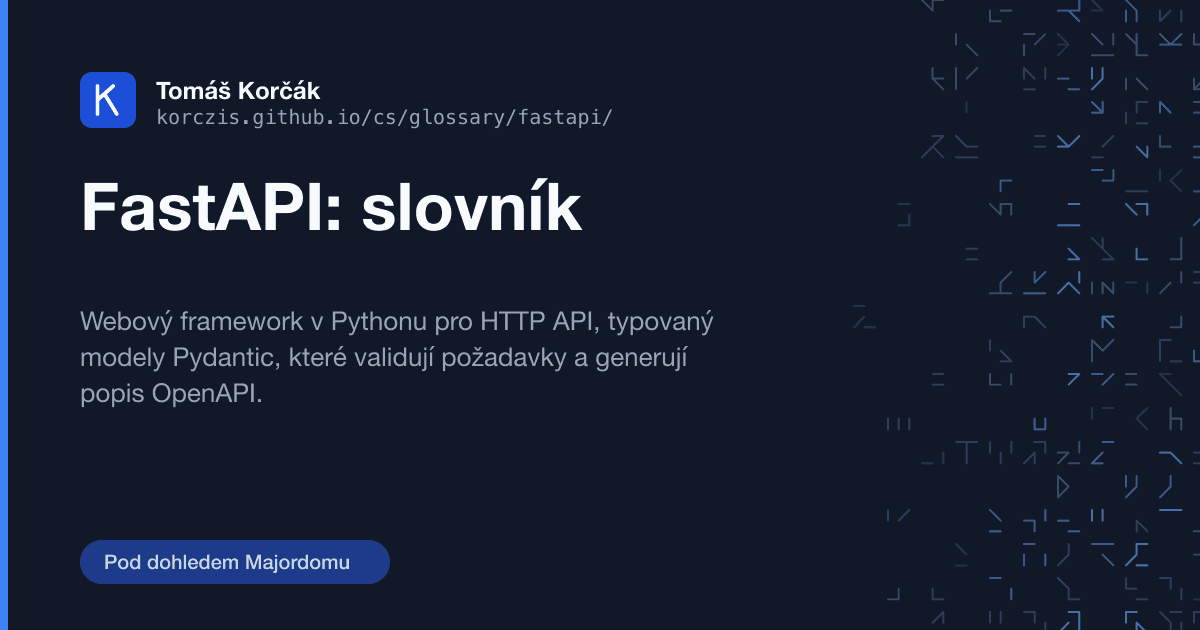 K
Tomáš Korčák
korczis.github.io/cs/glossary/fastapi/
FastAPI: slovník
Webový framework v Pythonu pro HTTP API, typovaný
modely Pydantic, které validují požadavky a generují
popis OpenAPI.
Pod dohledem Majordomu